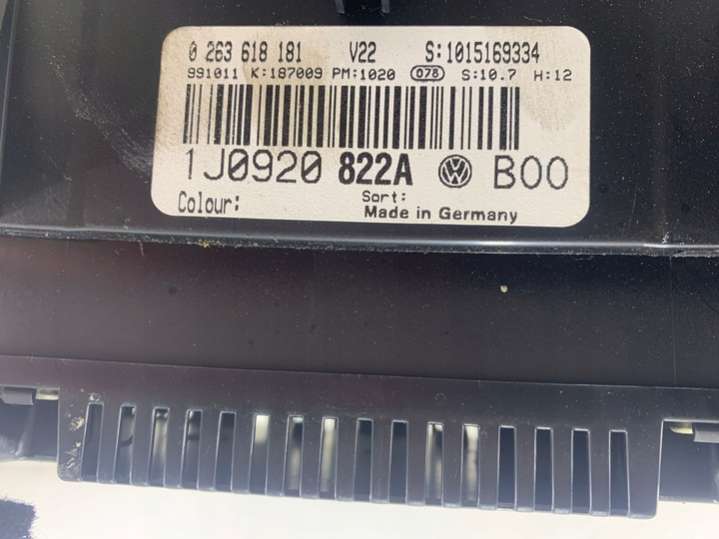 0 263 618 181 V22 S:1015169334
991011 K:187009 PM:1020 078 S:10.7 H:12
1J0920 822A VW B00
Colour: Sort:
Made in Germany